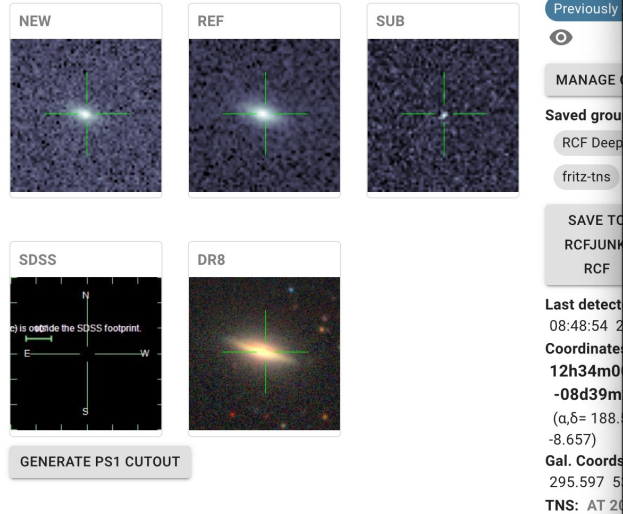 NEW
REF
SUB
SDSS
DR8
N
is outside the SDSS footprint.
E
W
S
GENERATE PS1 CUTOUT
Previously
MANAGE
Saved grou
RCF Deep
fritz-tns
SAVE TO
RCFJUNK
RCF
Last detect
08:48:54 2
Coordinates
12h34m0
-08d39m
(α,δ= 188.
-8.657)
Gal. Coords
295.597 5
TNS: AT 20